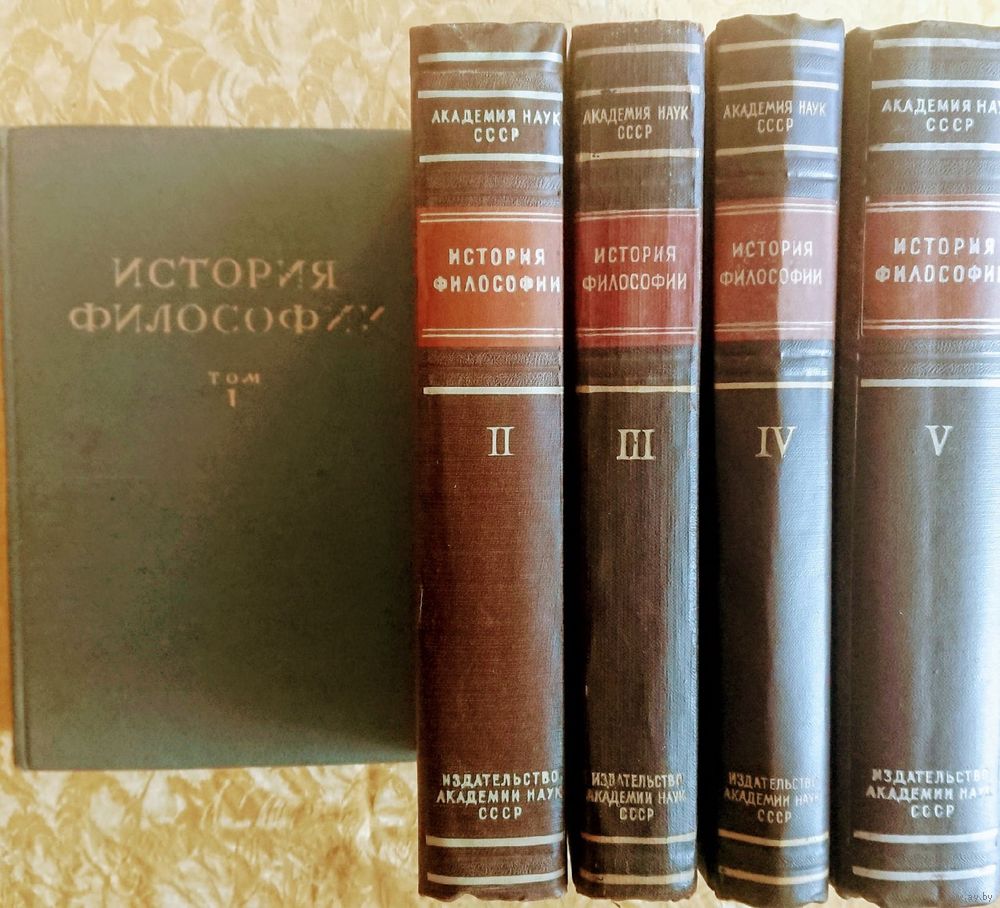 ИСТОРИЯ
ФИЛОСОФИИ
ТОМ
I
АКАДЕМИЯ НАУК
СССР
ИСТОРИЯ
ФИЛОСОФИИ
II
ИЗДАТЕЛЬСТВО
АКАДЕМИИ НАУК
СССР
АКАДЕМИЯ НАУК
СССР
ИСТОРИЯ
ФИЛОСОФИИ
III
ИЗДАТЕЛЬСТВО
АКАДЕМИИ НАУК
СССР
АКАДЕМИЯ НАУК
СССР
ИСТОРИЯ
ФИЛОСОФИИ
IV
ИЗДАТЕЛЬСТВО
АКАДЕМИИ НАУК
СССР
АКАДЕМИЯ НАУ
СССР
ИСТОРИЯ
ФИЛОСОФИИ
V
ИЗДАТЕЛЬСТВО
АКАДЕМИИ НАУК
СССР